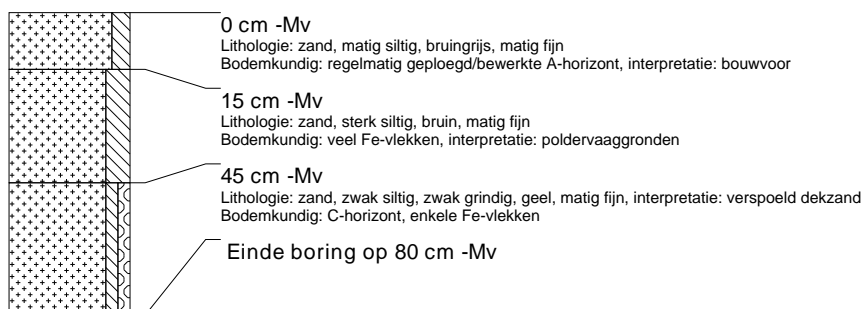 0 cm -Mv
Lithologie: zand, matig siltig, bruingrijs, matig fijn
Bodemkundig: regelmatig geploegd/bewerkte A-horizont, interpretatie: bouwvoor
15 cm -Mv
Lithologie: zand, sterk siltig, bruin, matig fijn
Bodemkundig: veel Fe-vlekken, interpretatie: poldervaaggronden
45 cm -Mv
Lithologie: zand, zwak siltig, zwak grindig, geel, matig fijn, interpretatie: verspoeld dekzand
Bodemkundig: C-horizont, enkele Fe-vlekken
Einde boring op 80 cm -Mv